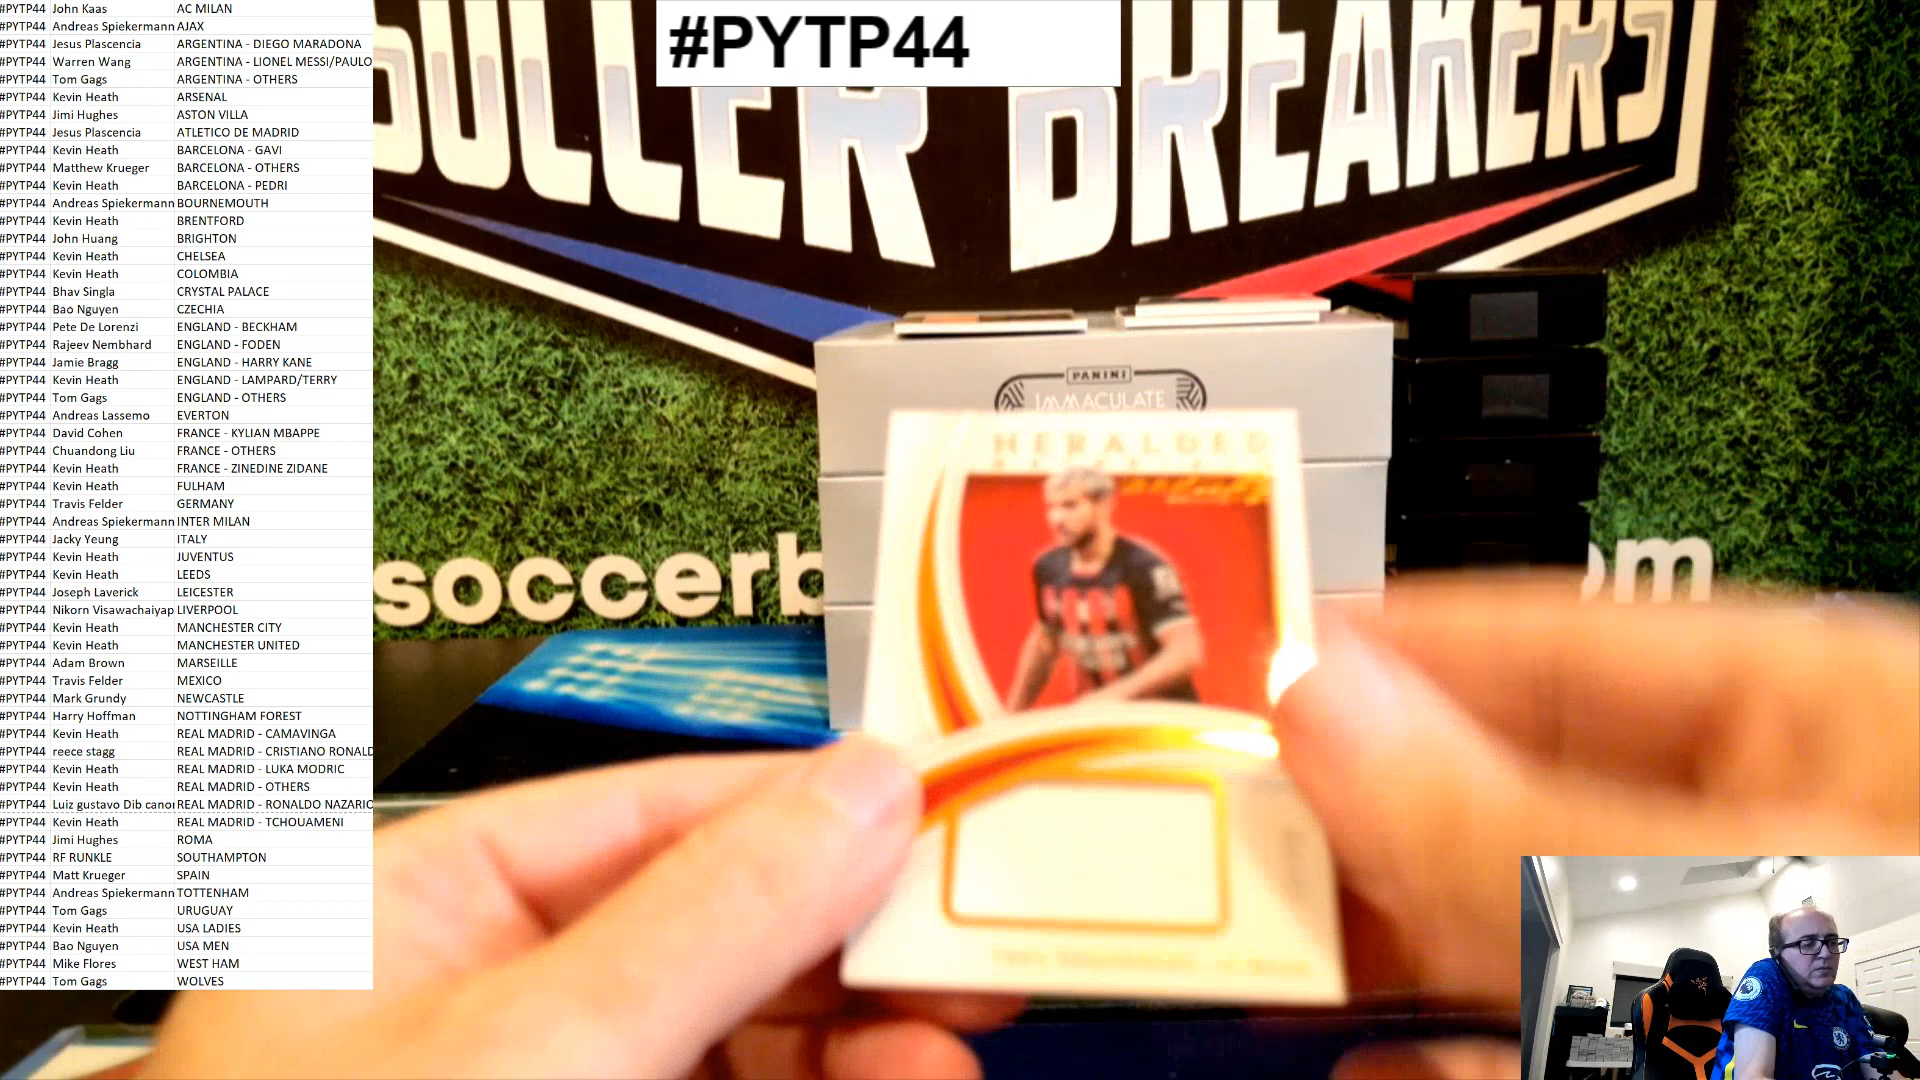 #PYTP44 John Kaas AC MILAN
#PYTP44 Andreas Spiekermann AJAX
#PYTP44 Jesus Plascencia ARGENTINA - DIEGO MARADONA
#PYTP44 Warren Wang ARGENTINA - LIONEL MESSI/PAULO
#PYTP44 Tom Gags ARGENTINA - OTHERS
#PYTP44 Kevin Heath ARSENAL
#PYTP44 Jimi Hughes ASTON VILLA
#PYTP44 Jesus Plascencia ATLETICO DE MADRID
#PYTP44 Kevin Heath BARCELONA - GAVI
#PYTP44 Matthew Krueger BARCELONA - OTHERS
#PYTP44 Kevin Heath BARCELONA - PEDRI
#PYTP44 Andreas Spiekermann BOURNEMOUTH
#PYTP44 Kevin Heath BRENTFORD
#PYTP44 John Huang BRIGHTON
#PYTP44 Kevin Heath CHELSEA
#PYTP44 Kevin Heath COLOMBIA
#PYTP44 Bhav Singla CRYSTAL PALACE
#PYTP44 Bao Nguyen CZECHIA
#PYTP44 Pete De Lorenzi ENGLAND - BECKHAM
#PYTP44 Rajeev Nembhard ENGLAND - FODEN
#PYTP44 Jamie Bragg ENGLAND - HARRY KANE
#PYTP44 Kevin Heath ENGLAND - LAMPARD/TERRY
#PYTP44 Tom Gags ENGLAND - OTHERS
#PYTP44 Andreas Lassemo EVERTON
#PYTP44 David Cohen FRANCE - KYLIAN MBAPPE
#PYTP44 Chuandong Liu FRANCE - OTHERS
#PYTP44 Kevin Heath FRANCE - ZINEDINE ZIDANE
#PYTP44 Kevin Heath FULHAM
#PYTP44 Travis Felder GERMANY
#PYTP44 Andreas Spiekermann INTER MILAN
#PYTP44 Jacky Yeung ITALY
#PYTP44 Kevin Heath JUVENTUS
#PYTP44 Kevin Heath LEEDS
#PYTP44 Joseph Laverick LEICESTER
#PYTP44 Nikorn Visawachaiyap LIVERPOOL
#PYTP44 Kevin Heath MANCHESTER CITY
#PYTP44 Kevin Heath MANCHESTER UNITED
#PYTP44 Adam Brown MARSEILLE
#PYTP44 Travis Felder MEXICO
#PYTP44 Mark Grundy NEWCASTLE
#PYTP44 Harry Hoffman NOTTINGHAM FOREST
#PYTP44 Kevin Heath REAL MADRID - CAMAVINGA
#PYTP44 reece stagg REAL MADRID - CRISTIANO RONALD
#PYTP44 Kevin Heath REAL MADRID - LUKA MODRIC
#PYTP44 Kevin Heath REAL MADRID - OTHERS
#PYTP44 Luiz gustavo Dib canon REAL MADRID - RONALDO NAZARIO
#PYTP44 Kevin Heath REAL MADRID - TCHOUAMENI
#PYTP44 Jimi Hughes ROMA
#PYTP44 RF RUNKLE SOUTHAMPTON
#PYTP44 Matt Krueger SPAIN
#PYTP44 Andreas Spiekermann TOTTENHAM
#PYTP44 Tom Gags URUGUAY
#PYTP44 Kevin Heath USA LADIES
#PYTP44 Bao Nguyen USA MEN
#PYTP44 Mike Flores WEST HAM
#PYTP44 Tom Gags WOLVES
#PYTP44
SOCCER BREAKERS
PANINI
IMMACULATE
HERALDED
soccerb
om